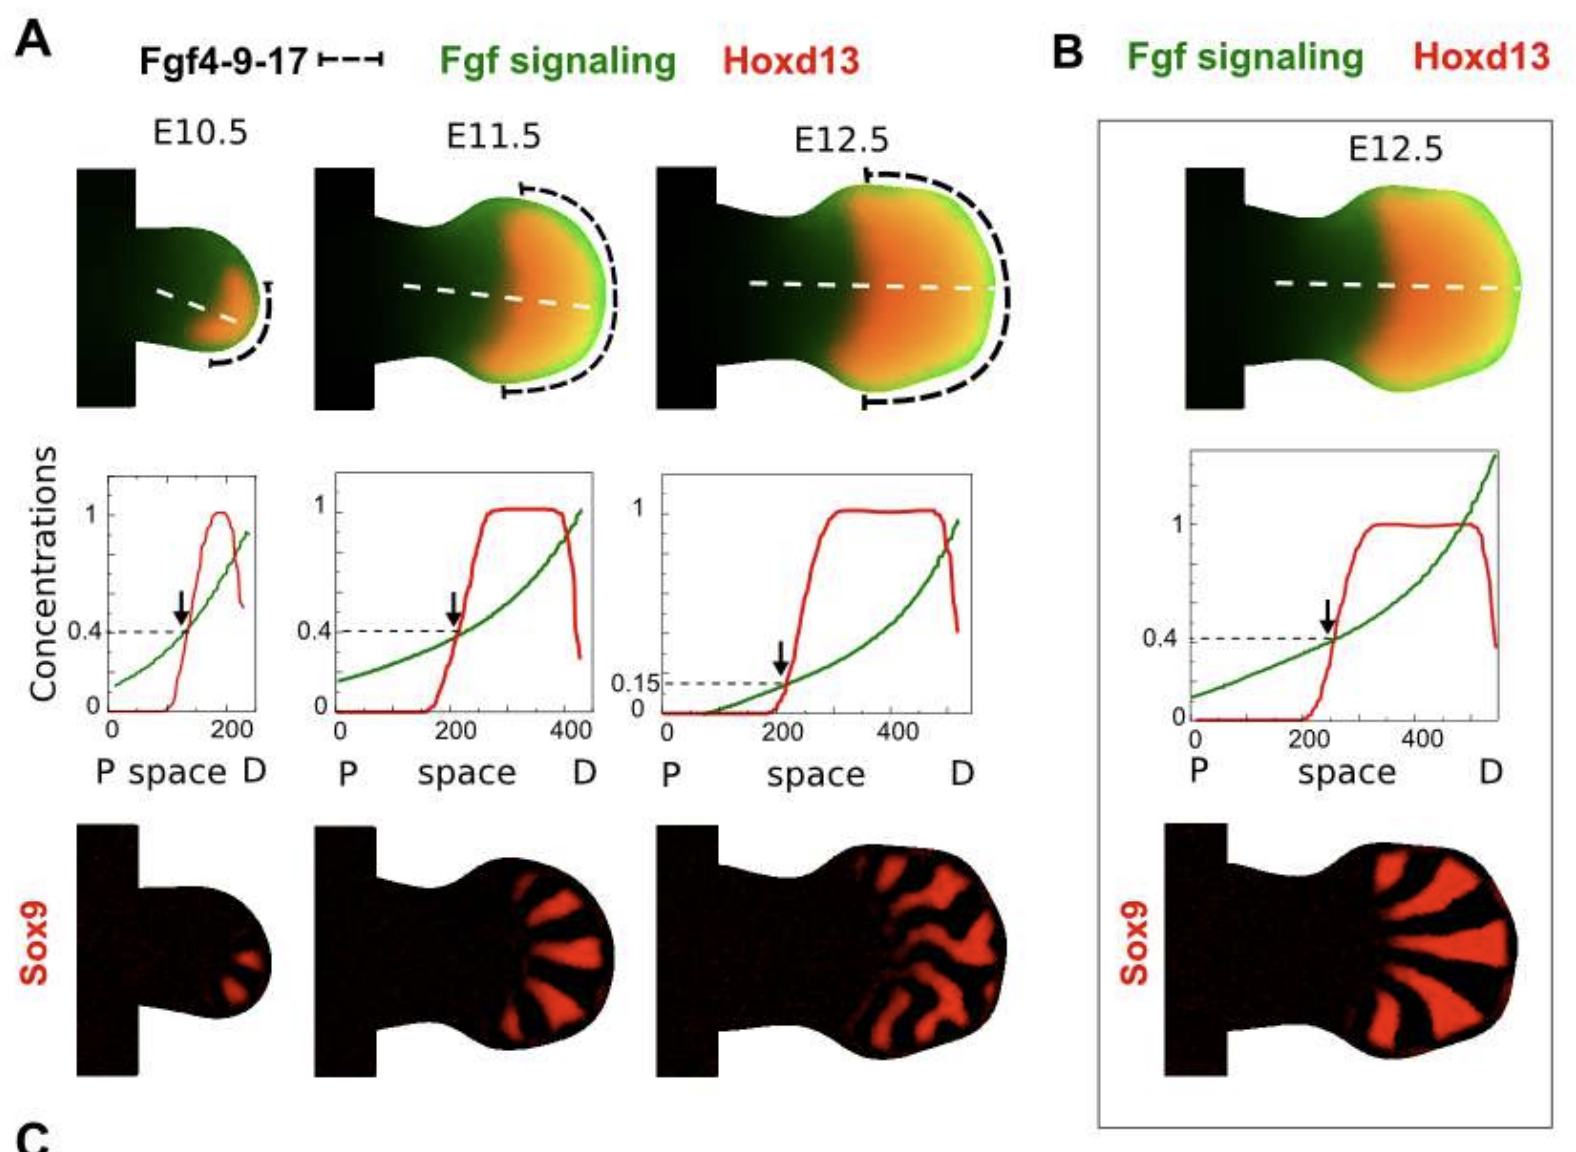 A
Fgf4-9-17 Fgf signaling Hoxd13
E10.5 E11.5 E12.5
Concentrations
1
0.4
0
0 200
P space D
1
0.4
0
0 200 400
P space D
1
0.15
0
0 200 400
P space D
Sox9
B
Fgf signaling Hoxd13
E12.5
1
0.4
0
0 200 400
P space D
Sox9
C